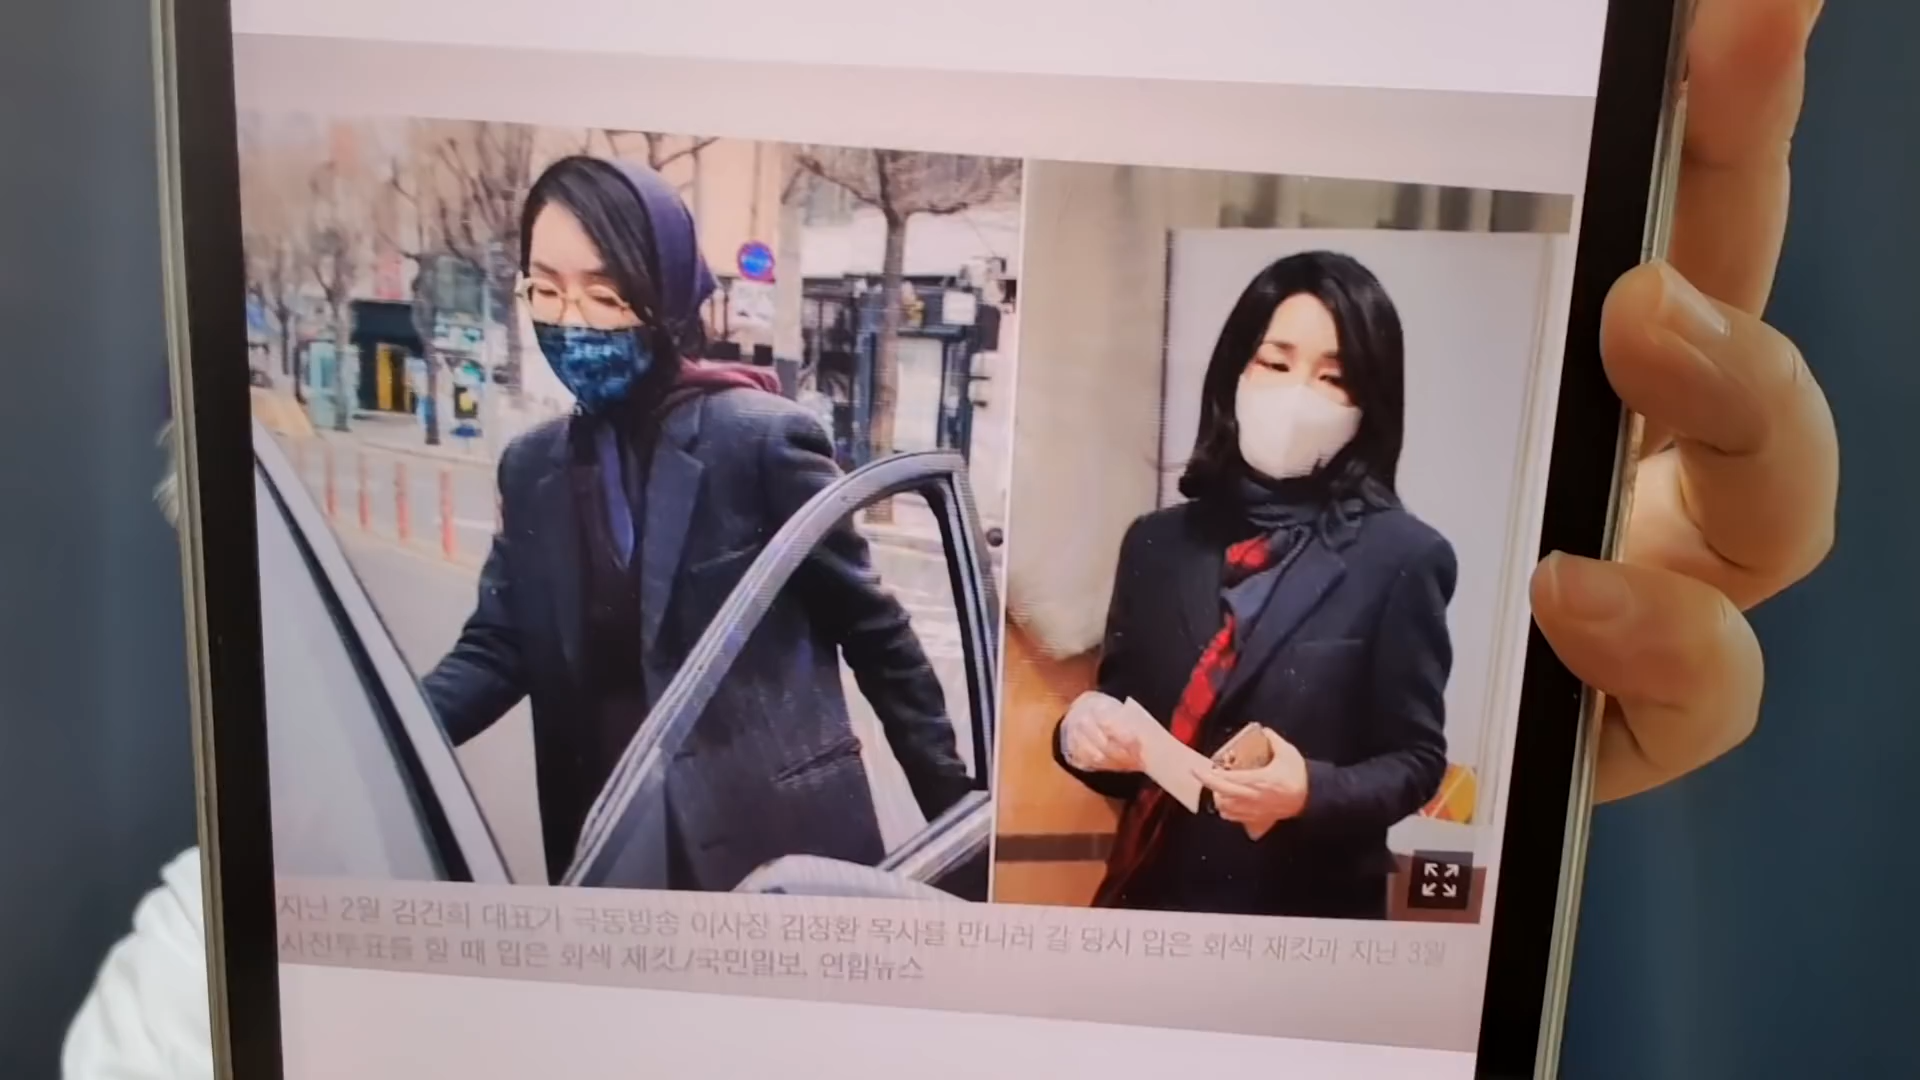 지난 2월 김건희 대표가 극동방송 이사장 김장환 목사를 만나러 갈 당시 입은 회색 재킷과 지난 3월
사전투표를 할 때 입은 회색 재킷./국민일보, 연합뉴스